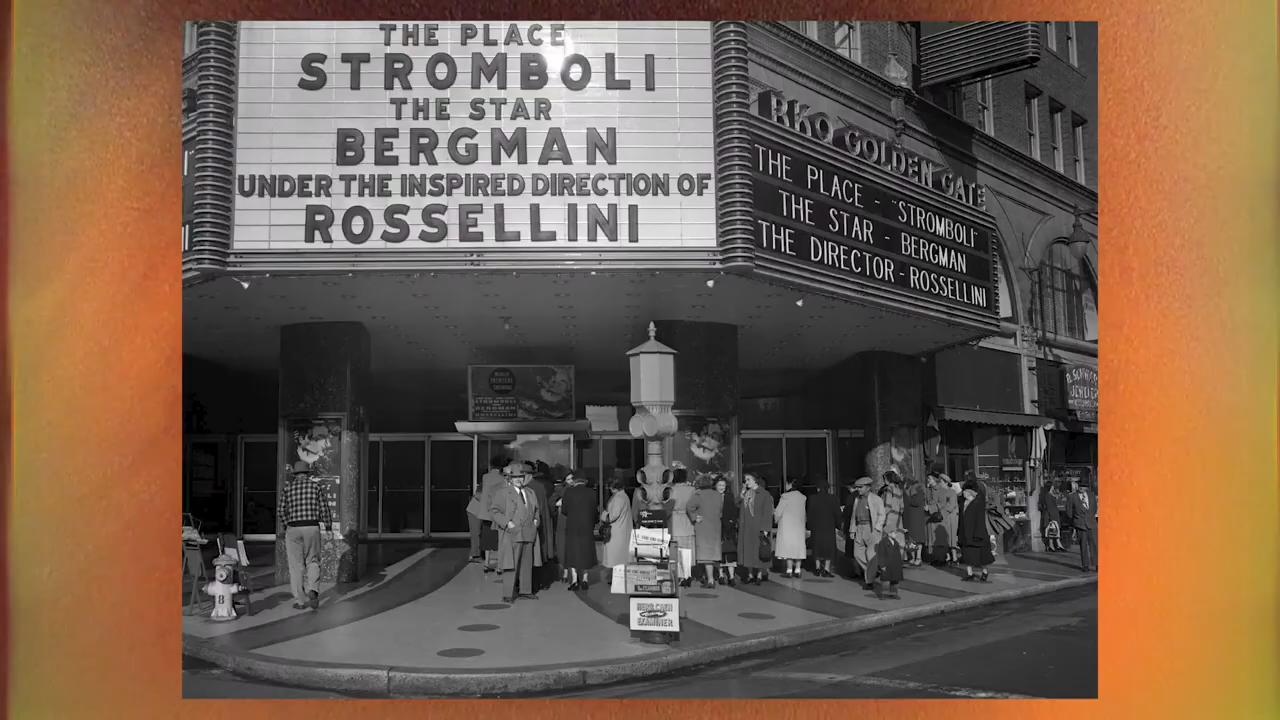 THE PLACE
STROMBOLI
THE STAR
BERGMAN
UNDER THE INSPIRED DIRECTION OF
ROSSELLINI
RKO GOLDEN GATE
THE PLACE - "STROMBOLI"
THE STAR - BERGMAN
THE DIRECTOR - ROSSELLINI
STROMBOLI
BERGMAN
ROSSELLINI
8
EXAMINER